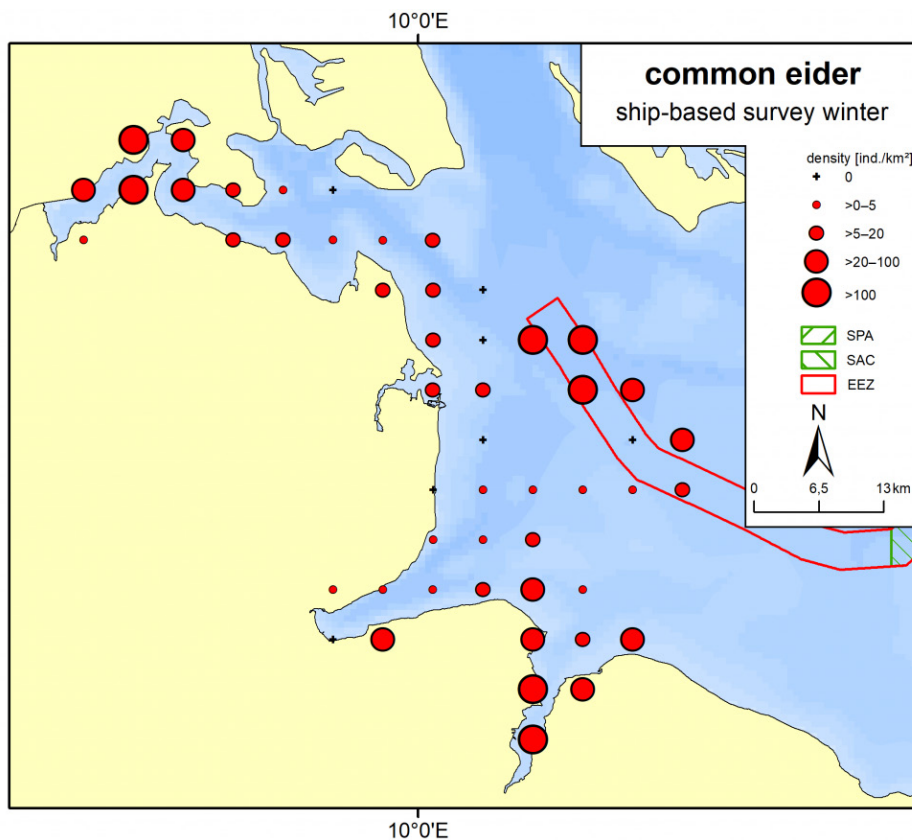 10°0'E
common eider
ship-based survey winter
density [ind./km²]
0
>0–5
>5–20
>20–100
>100
SPA
SAC
EEZ
N
0 6,5 13 km
10°0'E